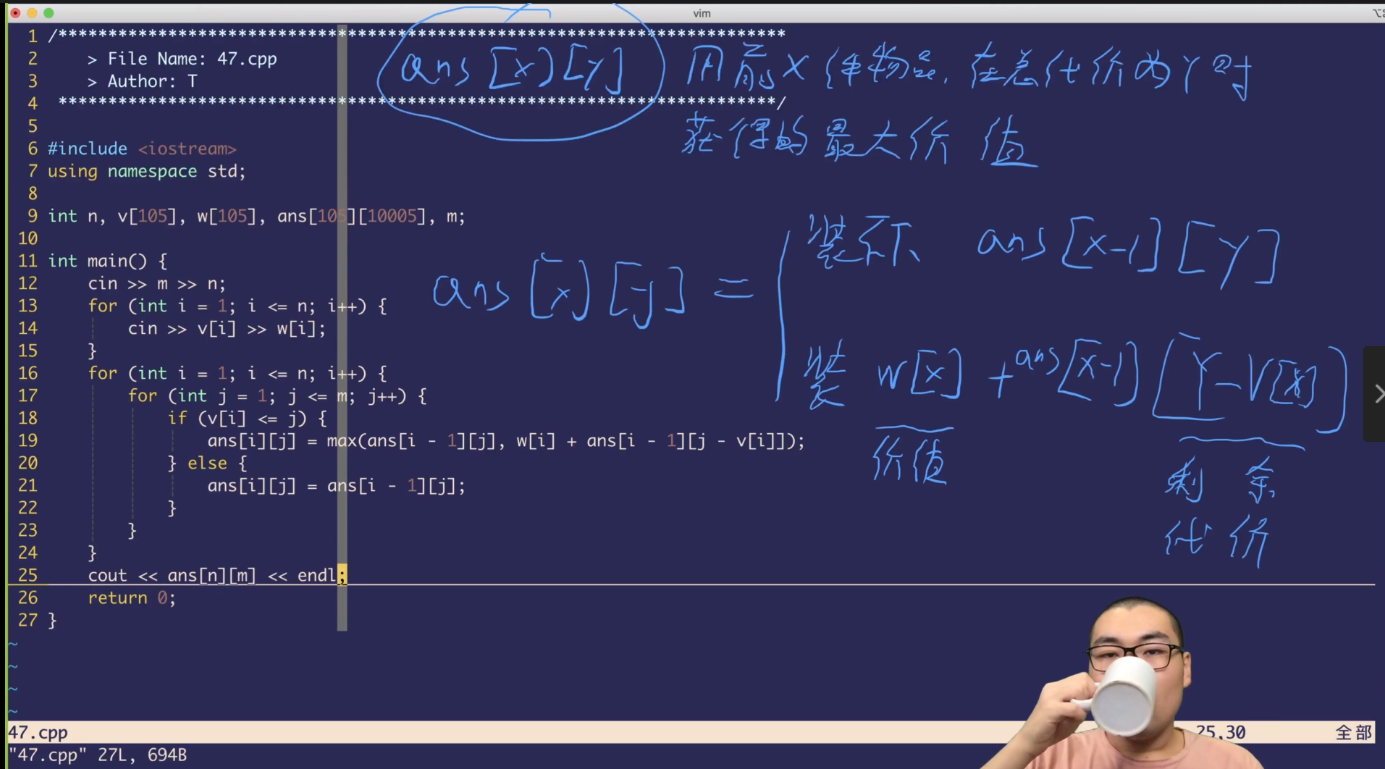 vim
1 /***************************************************************************
2     > File Name: 47.cpp
3     > Author: T
4  ***************************************************************************/
5
6 #include <iostream>
7 using namespace std;
8
9 int n, v[105], w[105], ans[105][10005], m;
10
11 int main() {
12     cin >> m >> n;
13     for (int i = 1; i <= n; i++) {
14         cin >> v[i] >> w[i];
15     }
16     for (int i = 1; i <= n; i++) {
17         for (int j = 1; j <= m; j++) {
18             if (v[i] <= j) {
19                 ans[i][j] = max(ans[i - 1][j], w[i] + ans[i - 1][j - v[i]]);
20             } else {
21                 ans[i][j] = ans[i - 1][j];
22             }
23         }
24     }
25     cout << ans[n][m] << endl;
26     return 0;
27 }
~
~
~
~
47.cpp 25,30 全部
"47.cpp" 27L, 694B
ans[x][y] 用前X件物品,在总代价为Y时
获得的最大价值
ans[x][j] =
装不下 ans[x-1][Y]
装 w[x] + ans[x-1][Y-V[x]]
价值
剩余
代价